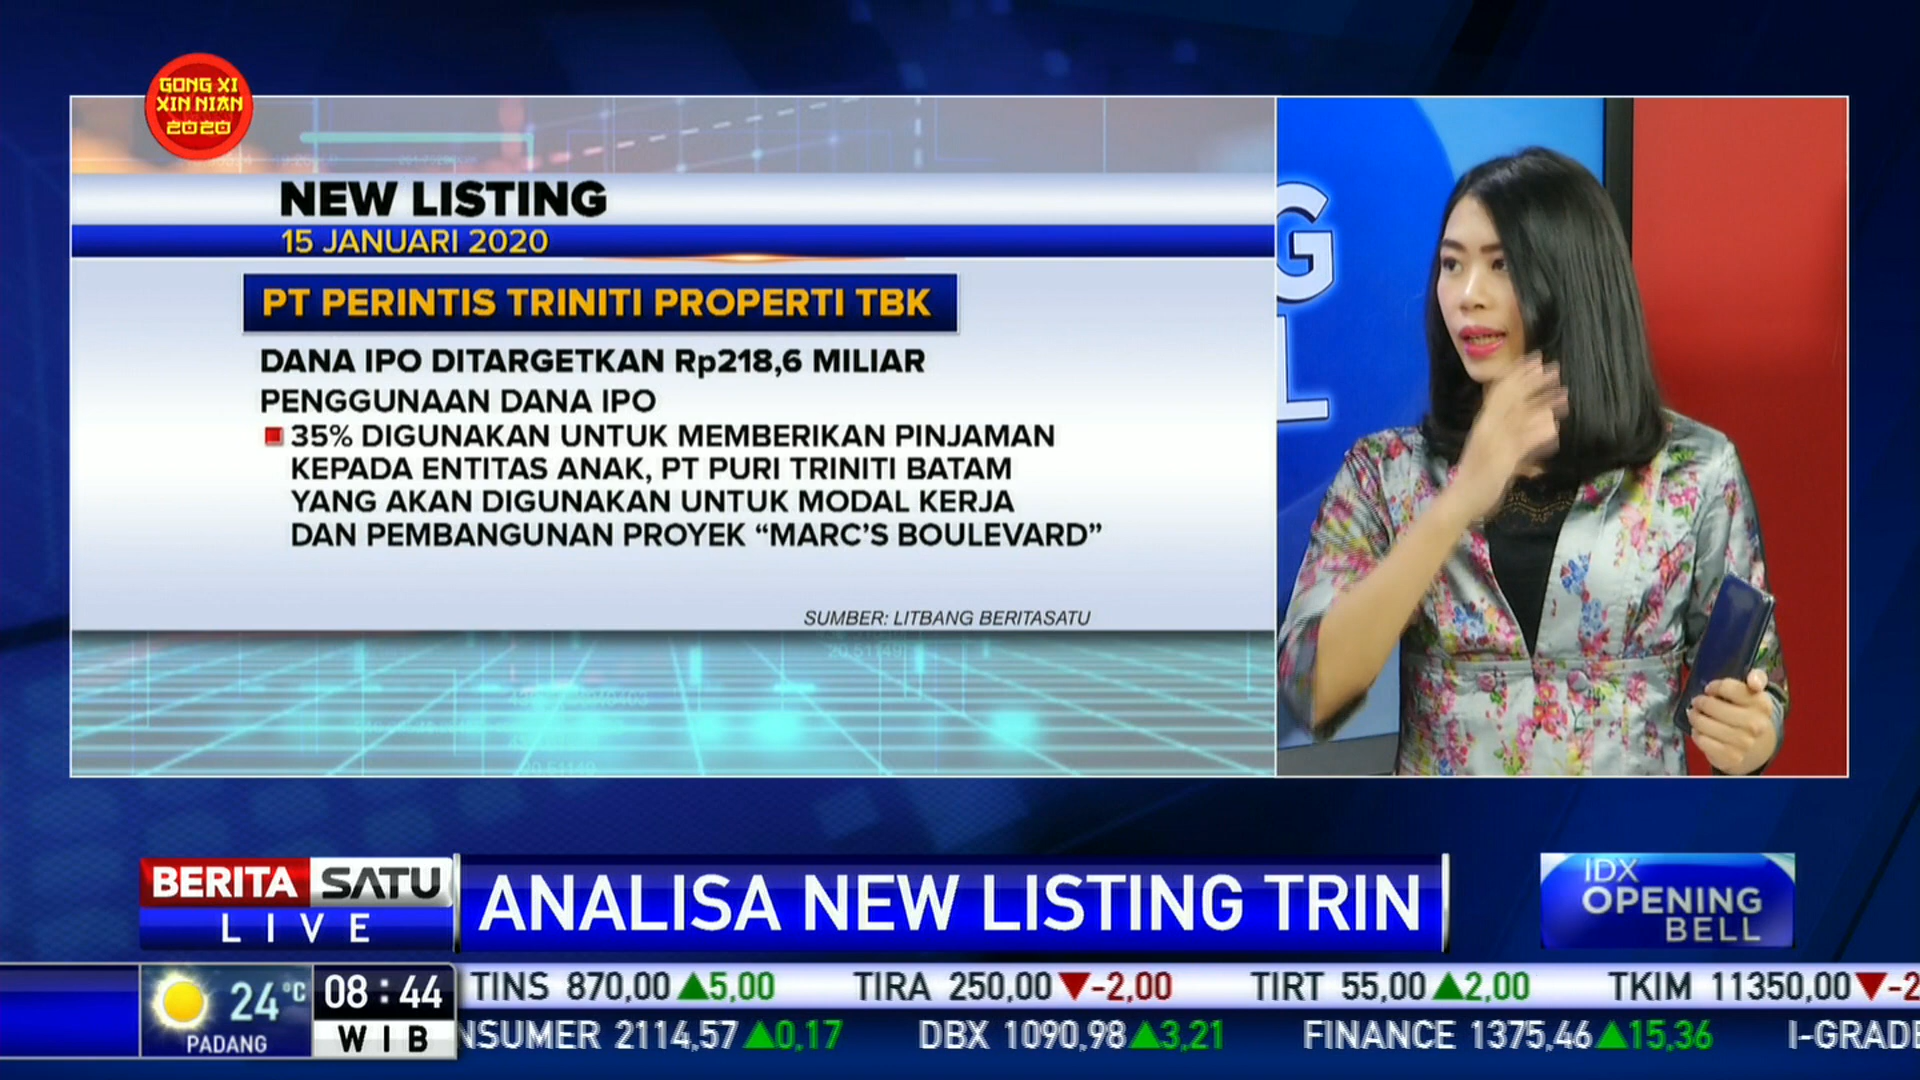 GONG XI
XIN NIAN
2020
NEW LISTING
15 JANUARI 2020
PT PERINTIS TRINITI PROPERTI TBK
DANA IPO DITARGETKAN Rp218,6 MILIAR
PENGGUNAAN DANA IPO
35% DIGUNAKAN UNTUK MEMBERIKAN PINJAMAN
KEPADA ENTITAS ANAK, PT PURI TRINITI BATAM
YANG AKAN DIGUNAKAN UNTUK MODAL KERJA
DAN PEMBANGUNAN PROYEK “MARC’S BOULEVARD”
SUMBER: LITBANG BERITASATU
20.51149
20.51149
G
L
BERITA SATU
LIVE
ANALISA NEW LISTING TRIN
IDX
OPENING
BELL
24°C
PADANG
08:44
WIB
TINS 870,00 ▲5,00 TIRA 250,00 ▼-2,00 TIRT 55,00 ▲2,00 TKIM 11350,00 ▼-2
NSUMER 2114,57 ▲0,17 DBX 1090,98 ▲3,21 FINANCE 1375,46 ▲15,36 I-GRADE